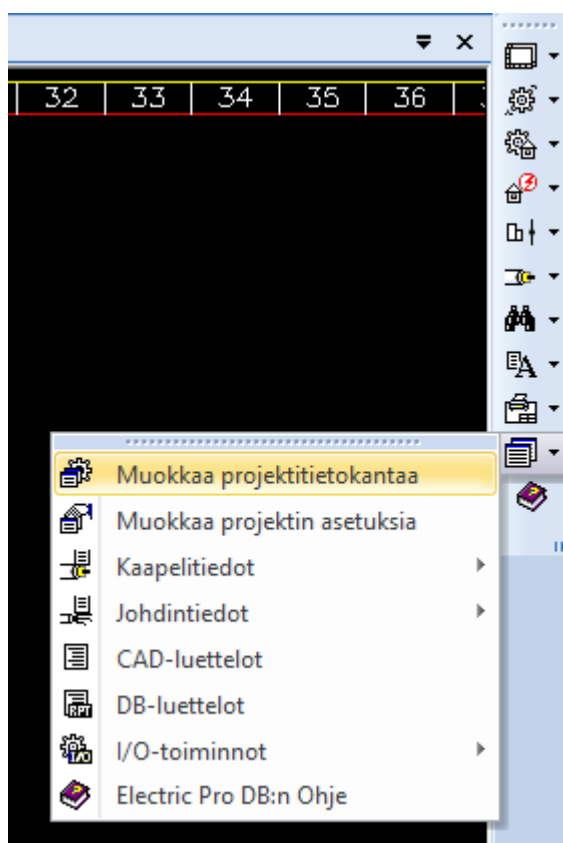 32 33 34 35 36
Muokkaa projektitietokantaa
Muokkaa projektin asetuksia
Kaapelitiedot
Johdintiedot
CAD-luettelot
RPT
DB-luettelot
I/O
I/O-toiminnot
Electric Pro DB:n Ohje